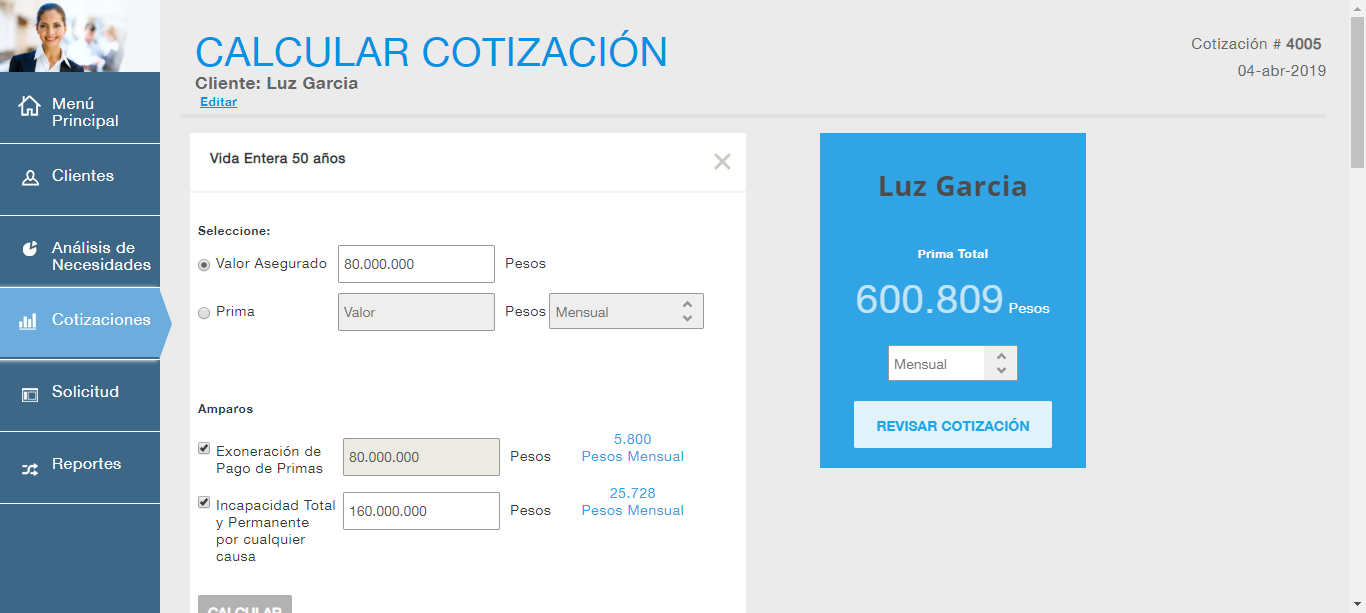 CALCULAR COTIZACIÓN
Cliente: Luz Garcia
Editar
Cotización # 4005
04-abr-2019
Menú
Principal
Clientes
Análisis de
Necesidades
Cotizaciones
Solicitud
Reportes
Vida Entera 50 años
Seleccione:
Valor Asegurado 80.000.000 Pesos
Prima Valor Pesos Mensual
Amparos
Exoneración de
Pago de Primas
80.000.000 Pesos
5.800
Pesos Mensual
Incapacidad Total
y Permanente
por cualquier
causa
160.000.000 Pesos
25.728
Pesos Mensual
CALCULAR
Luz Garcia
Prima Total
600.809 Pesos
Mensual
REVISAR COTIZACIÓN